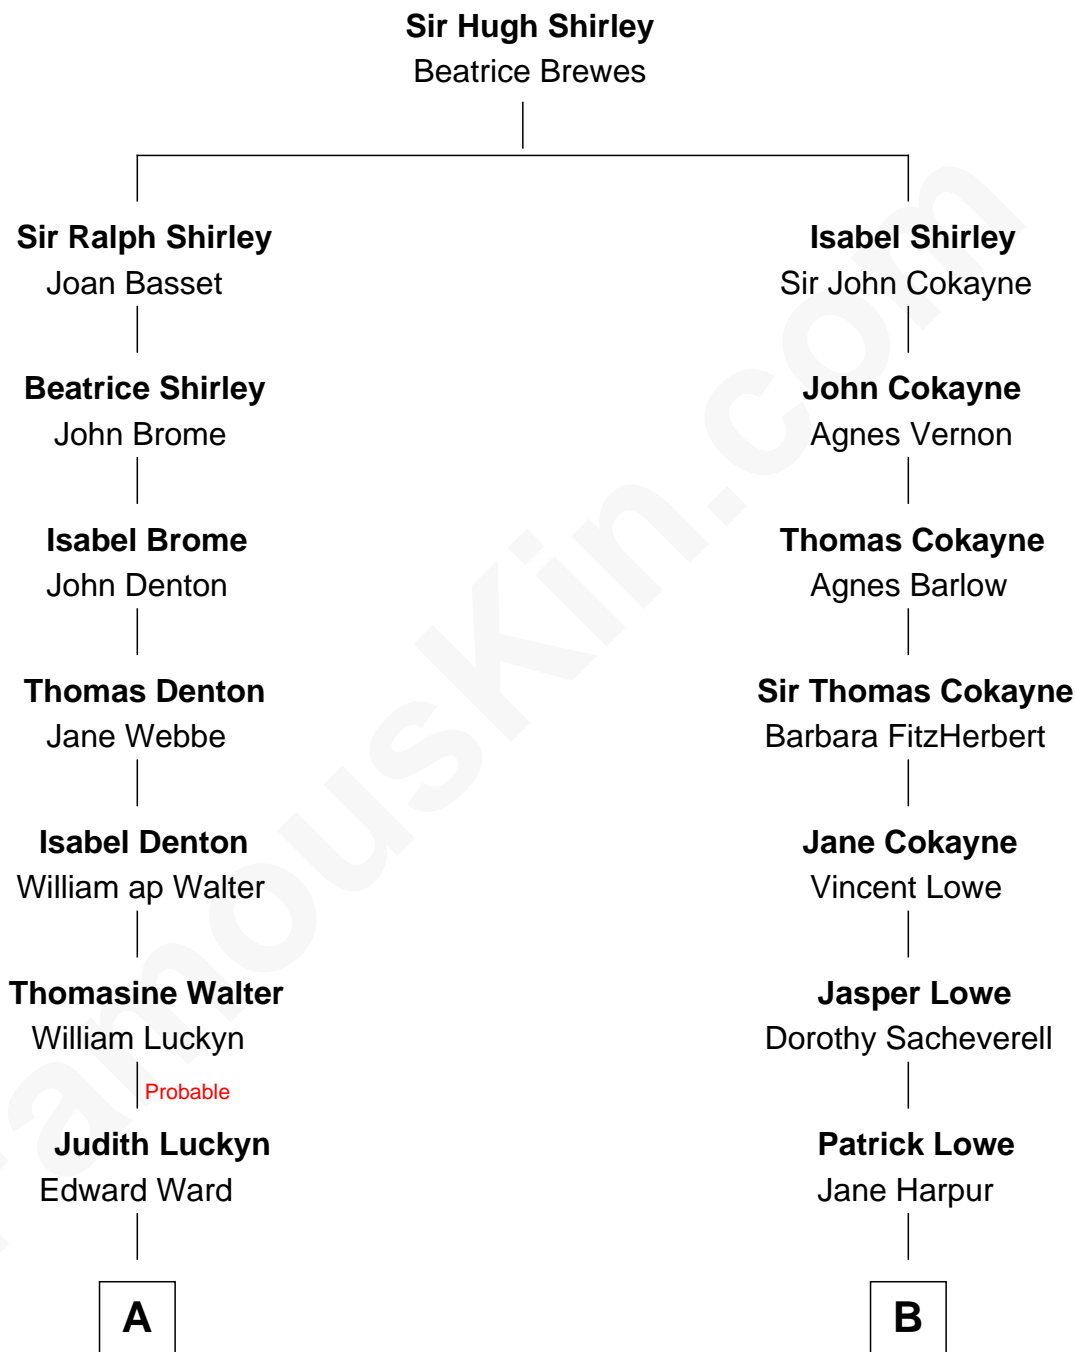 Sir Hugh Shirley
Beatrice Brewes
Sir Ralph Shirley
Joan Basset
Isabel Shirley
Sir John Cokayne
Beatrice Shirley
John Brome
John Cokayne
Agnes Vernon
Isabel Brome
John Denton
Thomas Cokayne
Agnes Barlow
Thomas Denton
Jane Webbe
Sir Thomas Cokayne
Barbara FitzHerbert
Isabel Denton
William ap Walter
Jane Cokayne
Vincent Lowe
Thomasine Walter
William Luckyn
Jasper Lowe
Dorothy Sacheverell
Probable
Judith Luckyn
Edward Ward
Patrick Lowe
Jane Harpur
A
B
FamousKin.com